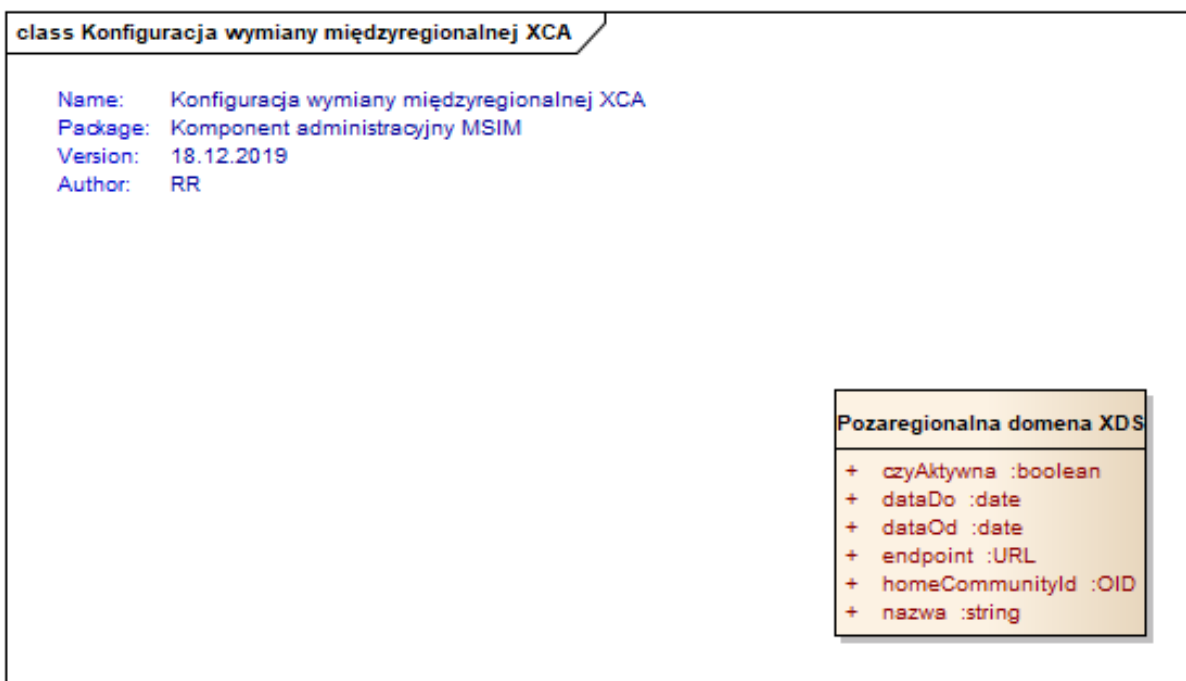 class Konfiguracja wymiany międzyregionalnej XCA
Name: Konfiguracja wymiany międzyregionalnej XCA
Package: Komponent administracyjny MSIM
Version: 18.12.2019
Author: RR
Pozaregionalna domena XDS
+ czyAktywna :boolean
+ dataDo :date
+ dataOd :date
+ endpoint :URL
+ homeCommunityId :OID
+ nazwa :string